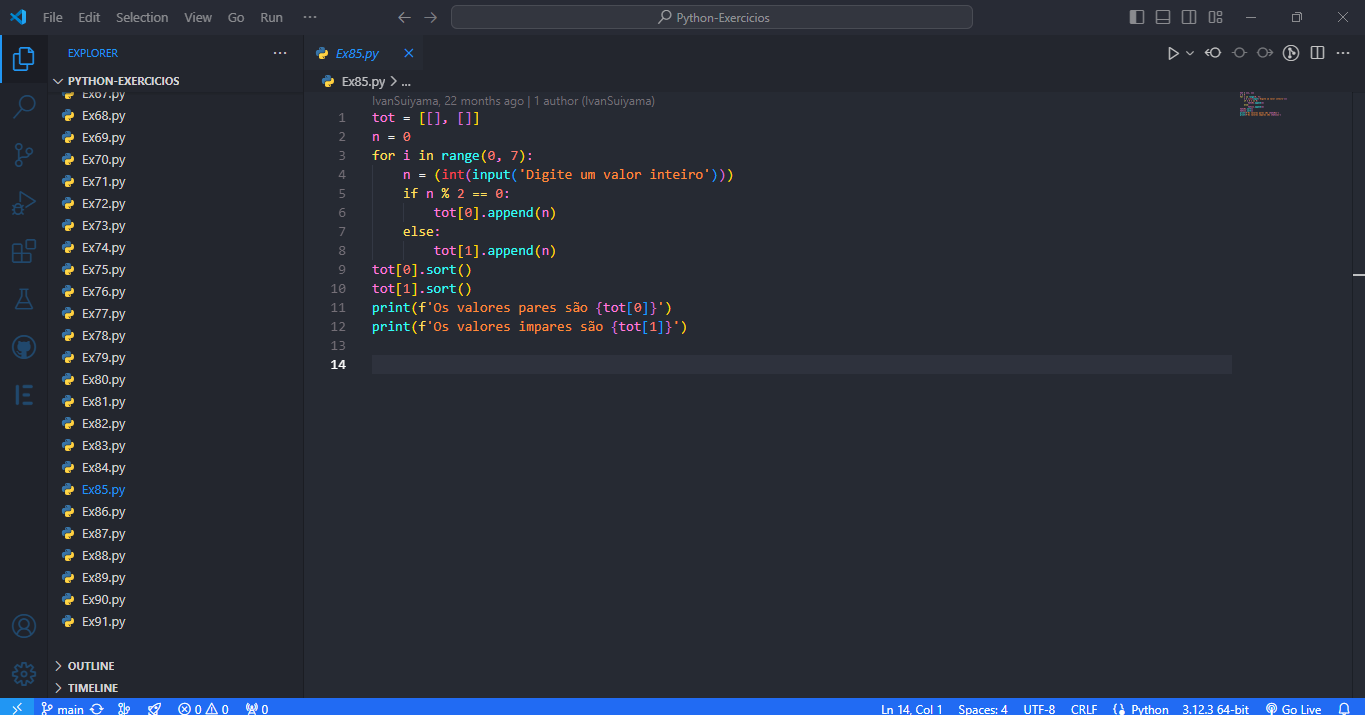 File Edit Selection View Go Run ···
Python-Exercicios
EXPLORER ···
PYTHON-EXERCICIOS
Ex67.py
Ex68.py
Ex69.py
Ex70.py
Ex71.py
Ex72.py
Ex73.py
Ex74.py
Ex75.py
Ex76.py
Ex77.py
Ex78.py
Ex79.py
Ex80.py
Ex81.py
Ex82.py
Ex83.py
Ex84.py
Ex85.py
Ex86.py
Ex87.py
Ex88.py
Ex89.py
Ex90.py
Ex91.py
OUTLINE
TIMELINE
Ex85.py
Ex85.py > ...
IvanSuiyama, 22 months ago | 1 author (IvanSuiyama)
1 tot = [[], []]
2 n = 0
3 for i in range(0, 7):
4     n = (int(input('Digite um valor inteiro')))
5     if n % 2 == 0:
6         tot[0].append(n)
7     else:
8         tot[1].append(n)
9 tot[0].sort()
10 tot[1].sort()
11 print(f'Os valores pares são {tot[0]}')
12 print(f'Os valores impares são {tot[1]}')
13
14
main 0 0 0 Ln 14, Col 1 Spaces: 4 UTF-8 CRLF Python 3.12.3 64-bit Go Live